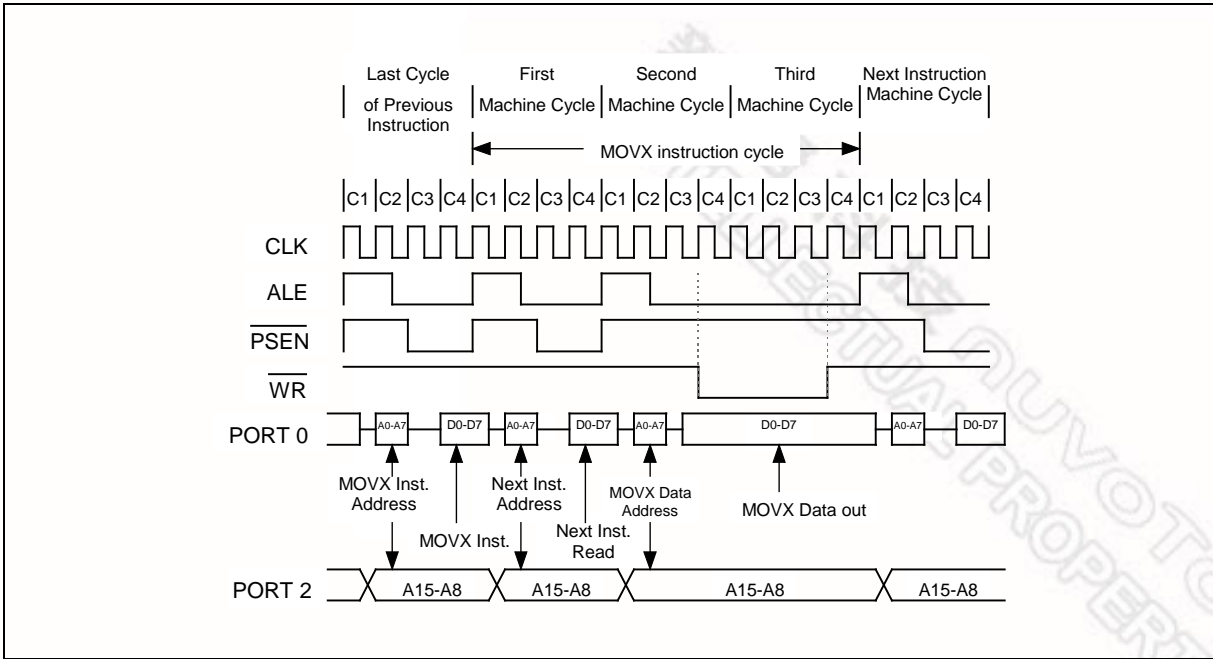 Last Cycle
of Previous
Instruction
First
Machine Cycle
Second
Machine Cycle
Third
Machine Cycle
Next Instruction
Machine Cycle
MOVX instruction cycle
C1 C2 C3 C4 C1 C2 C3 C4 C1 C2 C3 C4 C1 C2 C3 C4 C1 C2 C3 C4
CLK
ALE
PSEN
WR
PORT 0
A0-A7 D0-D7 A0-A7 D0-D7 A0-A7 D0-D7 A0-A7 D0-D7
MOVX Inst.
Address
MOVX Inst.
Next Inst.
Address
Next Inst.
Read
MOVX Data
Address
MOVX Data out
PORT 2
A15-A8 A15-A8 A15-A8 A15-A8
nuvoTo
LLECTUAL PROPERT